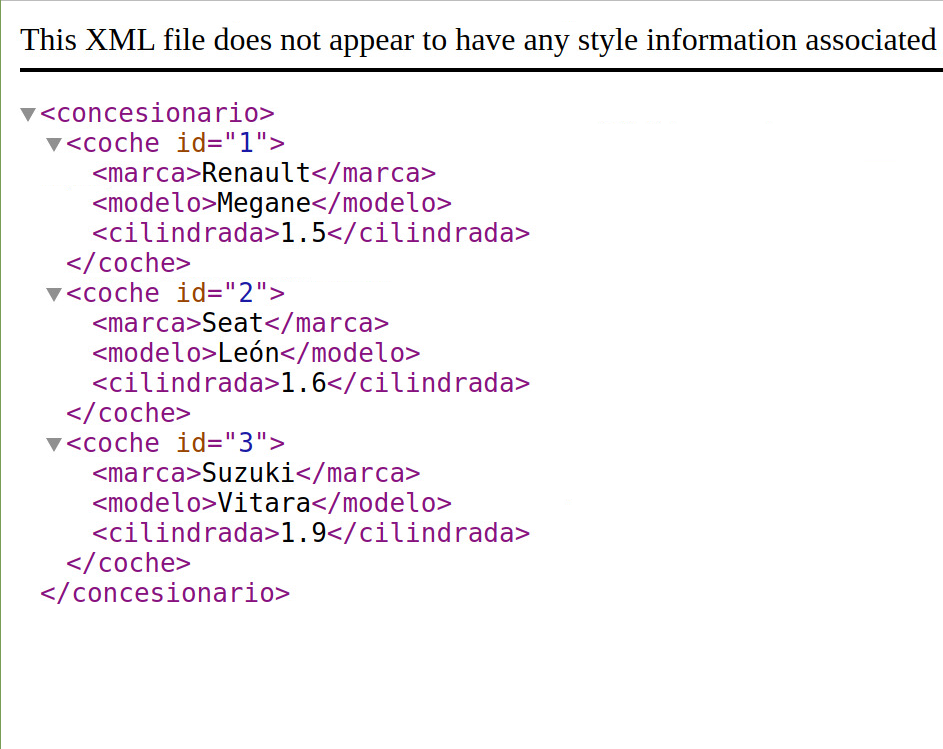 This XML file does not appear to have any style information associated
<concesionario>
<coche id="1">
<marca>Renault</marca>
<modelo>Megane</modelo>
<cilindrada>1.5</cilindrada>
</coche>
<coche id="2">
<marca>Seat</marca>
<modelo>León</modelo>
<cilindrada>1.6</cilindrada>
</coche>
<coche id="3">
<marca>Suzuki</marca>
<modelo>Vitara</modelo>
<cilindrada>1.9</cilindrada>
</coche>
</concesionario>